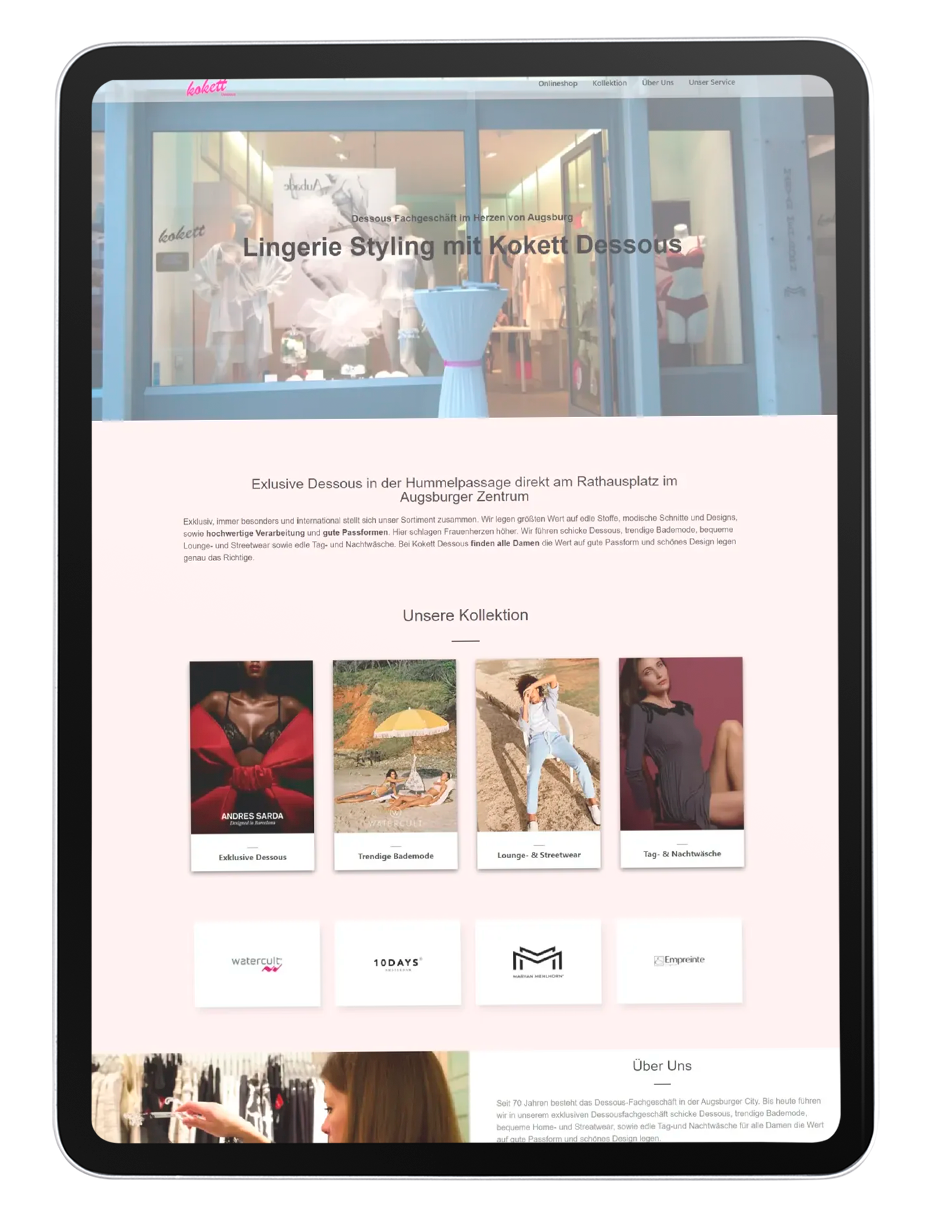 kokett
Onlineshop Kollektion Über Uns Unser Service
Aubade
kokett
Dessous Fachgeschäft im Herzen von Augsburg
Lingerie Styling mit Kokett Dessous
Exlusive Dessous in der Hummelpassage direkt am Rathausplatz im
Augsburger Zentrum
Exklusiv, immer besonders und international stellt sich unser Sortiment zusammen. Wir legen größten Wert auf edle Stoffe, modische Schnitte und Designs,
sowie hochwertige Verarbeitung und gute Passformen. Hier schlagen Frauenherzen höher. Wir führen schicke Dessous, trendige Bademode, bequeme
Lounge- und Streetwear sowie edle Tag- und Nachtwäsche. Bei Kokett Dessous finden alle Damen die Wert auf gute Passform und schönes Design legen
genau das Richtige.
Unsere Kollektion
ANDRES SARDA
Designed in Barcelona
WATERCULT
Exklusive Dessous
Trendige Bademode
Lounge- & Streetwear
Tag- & Nachtwäsche
watercult
10DAYS
AMSTERDAM
MARYAN MEHLHORN
Empreinte
Über Uns
Seit 70 Jahren besteht das Dessous-Fachgeschäft in der Augsburger City. Bis heute führen
wir in unserem exklusiven Dessousfachgeschäft schicke Dessous, trendige Bademode,
bequeme Home- und Streatwear, sowie edle Tag-und Nachtwäsche für alle Damen die Wert
auf gute Passform und schönes Design legen.